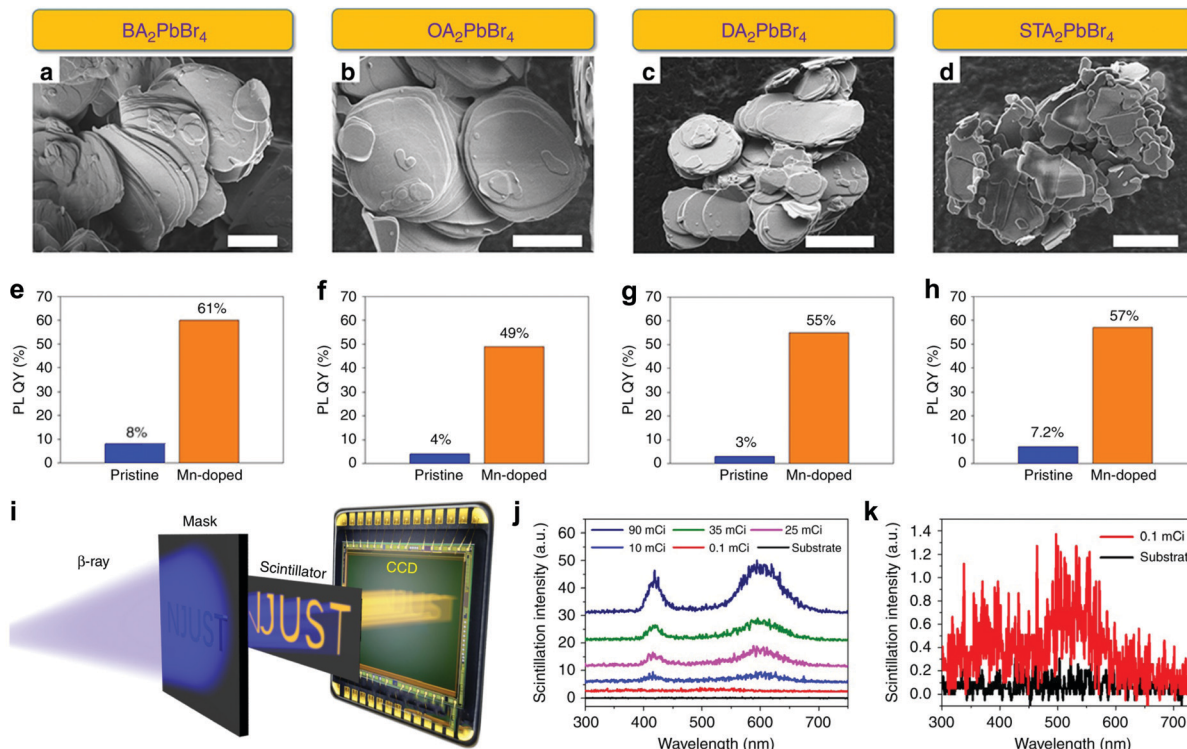 BA₂PbBr₄
OA₂PbBr₄
DA₂PbBr₄
STA₂PbBr₄
a
b
c
d
e
PL QY (%)
70
60
50
40
30
20
10
0
8%
61%
Pristine
Mn-doped
f
PL QY (%)
70
60
50
40
30
20
10
0
4%
49%
Pristine
Mn-doped
g
PL QY (%)
70
60
50
40
30
20
10
0
3%
55%
Pristine
Mn-doped
h
PL QY (%)
70
60
50
40
30
20
10
0
7.2%
57%
Pristine
Mn-doped
i
Mask
β-ray
Scintillator
CCD
NJUST
NJUST
j
Scintillation intensity (a.u.)
60
50
40
30
20
10
0
90 mCi 35 mCi 25 mCi
10 mCi 0.1 mCi Substrate
300 400 500 600 700
Wavelength (nm)
k
Scintillation intensity (a.u.)
1.4
1.2
1.0
0.8
0.6
0.4
0.2
0.0
0.1 mCi
Substrate
300 400 500 600 700
Wavelength (nm)